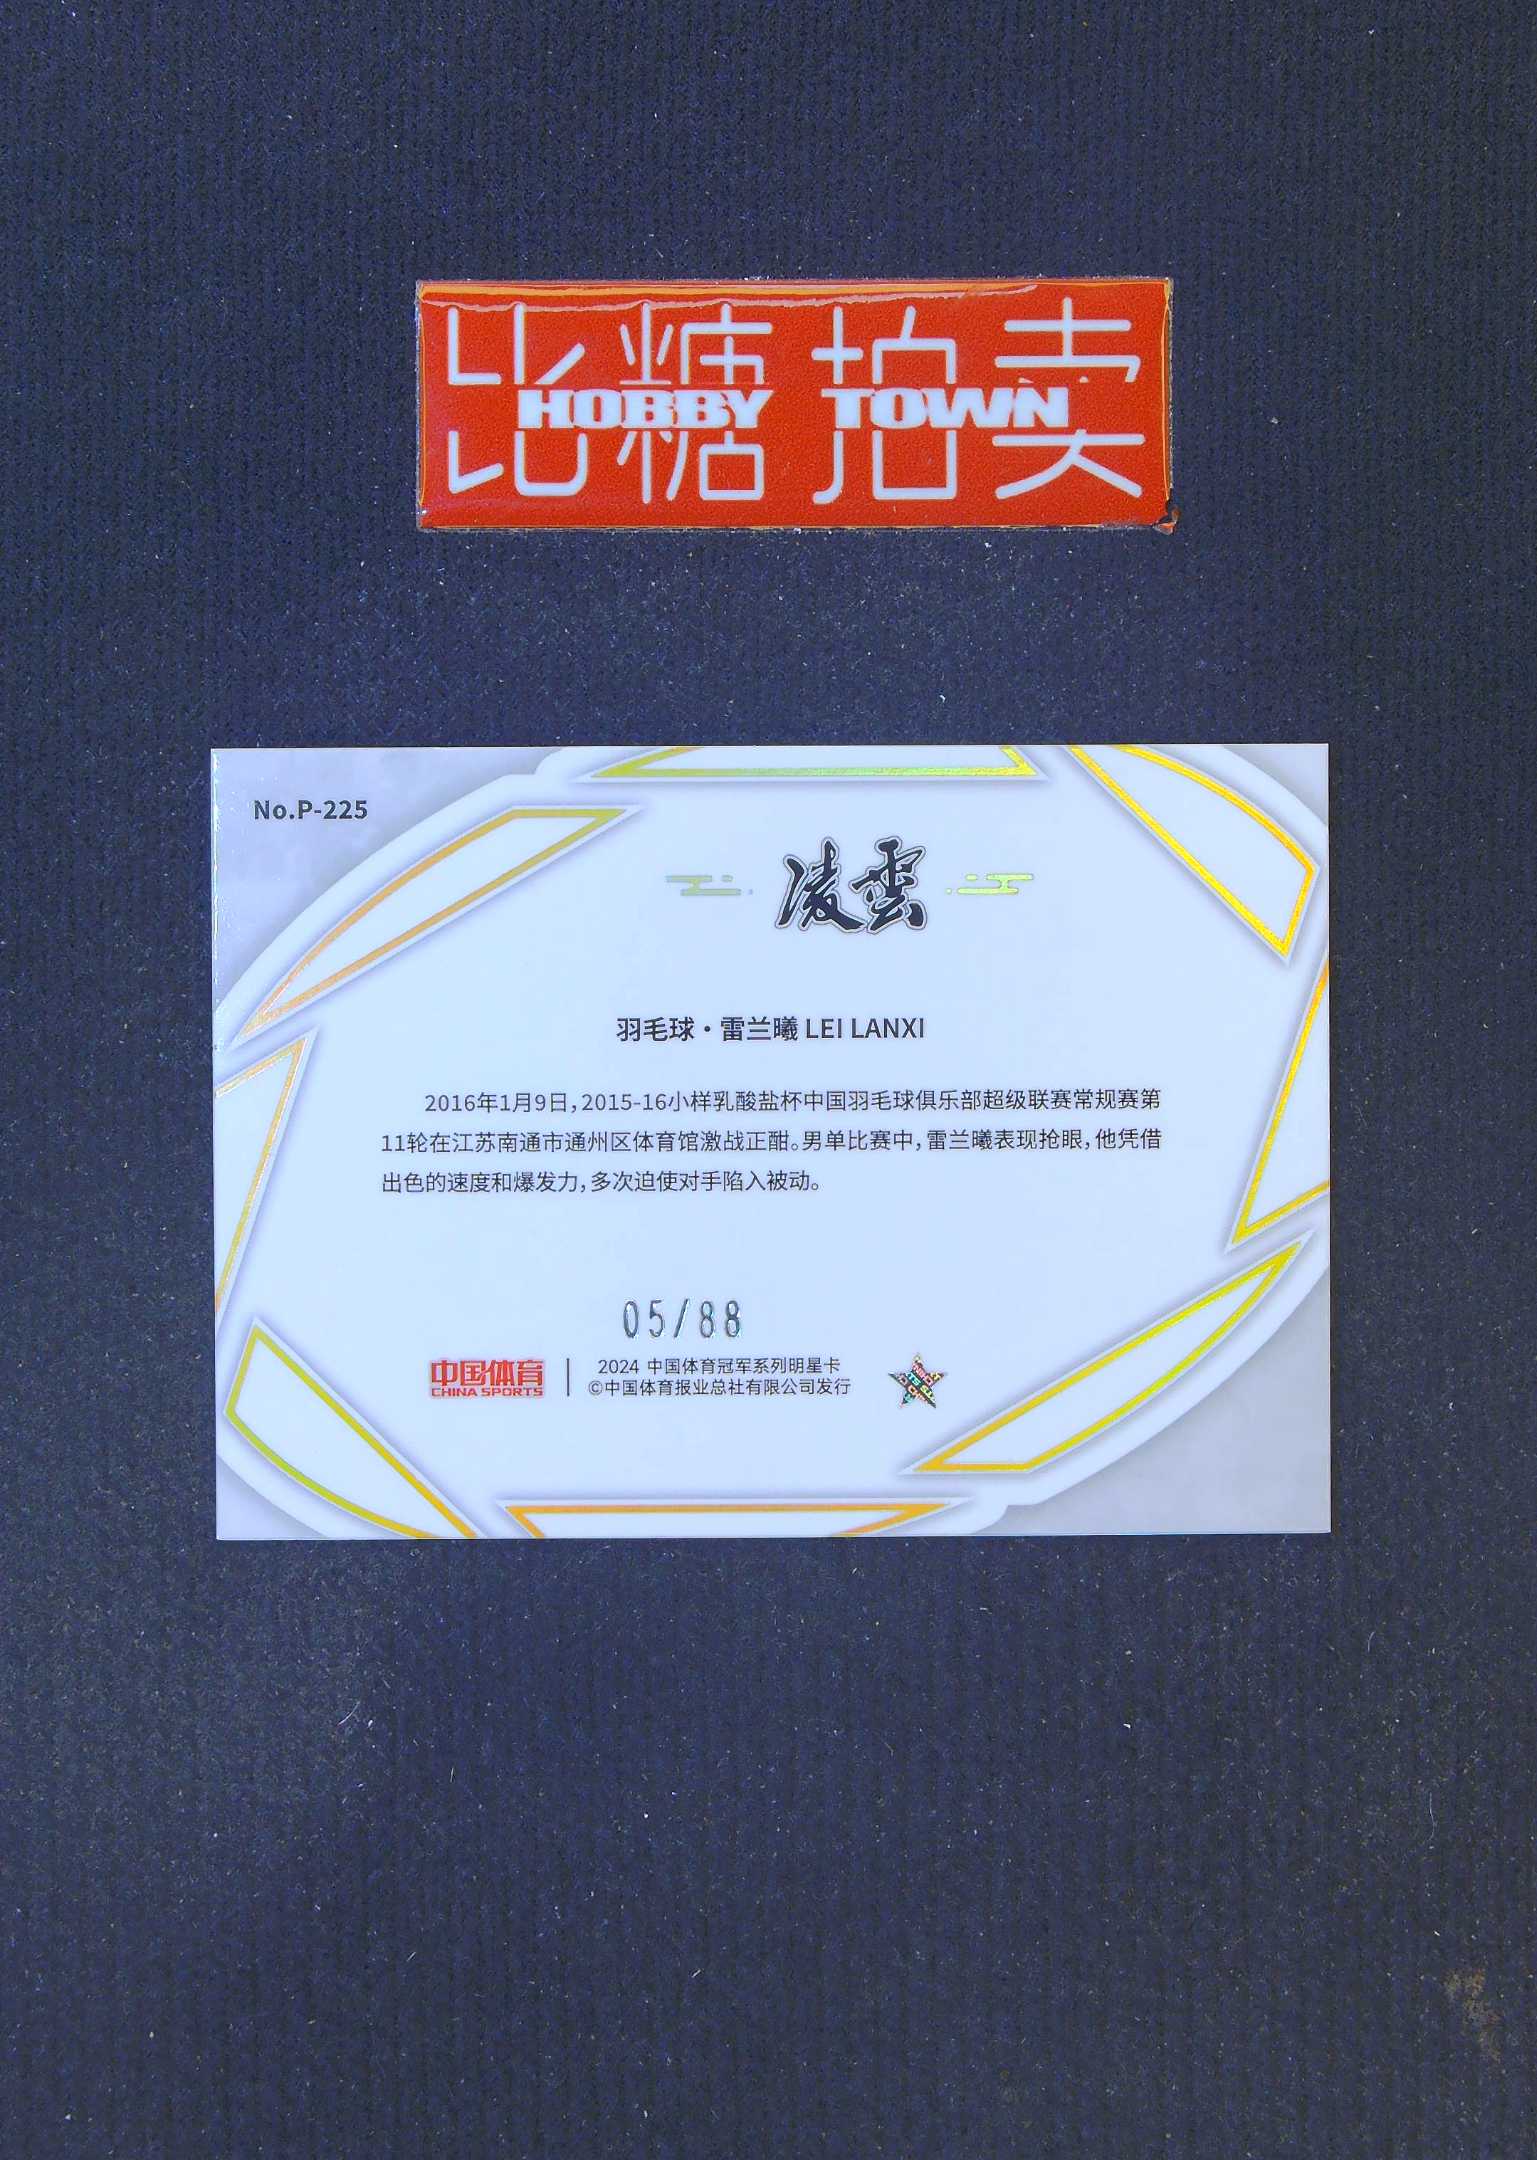 比糖拍卖
HOBBY TOWN
No.P-225
凌雲
羽毛球・雷兰曦 LEI LANXI
2016年1月9日，2015-16小样乳酸盐杯中国羽毛球俱乐部超级联赛常规赛第
11轮在江苏南通市通州区体育馆激战正酣。男单比赛中，雷兰曦表现抢眼，他凭借
出色的速度和爆发力，多次迫使对手陷入被动。
05/88
中国体育
CHINA SPORTS
2024 中国体育冠军系列明星卡
©中国体育报业总社有限公司发行